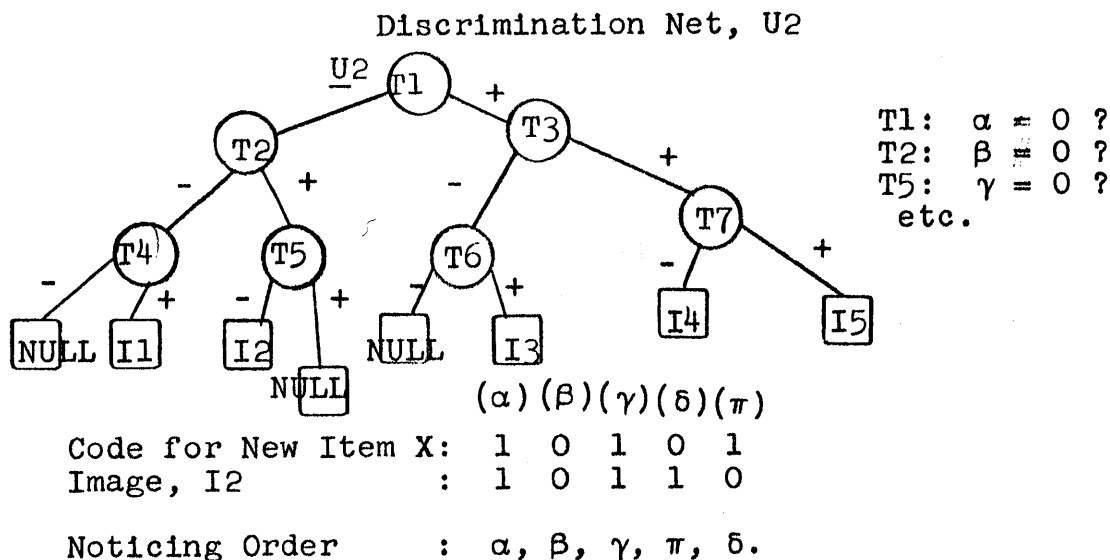 Discrimination Net, U2
U2
T1
+
T2
T3
T1: α = 0 ?
T2: β = 0 ?
T5: γ = 0 ?
etc.
- + - +
T4 T5 T6 T7
- + - + - + - +
NULL I1 I2 NULL NULL I3 I4 I5
(α) (β) (γ) (δ) (π)
Code for New Item X: 1 0 1 0 1
Image, I2 : 1 0 1 1 0
Noticing Order : α, β, γ, π, δ.